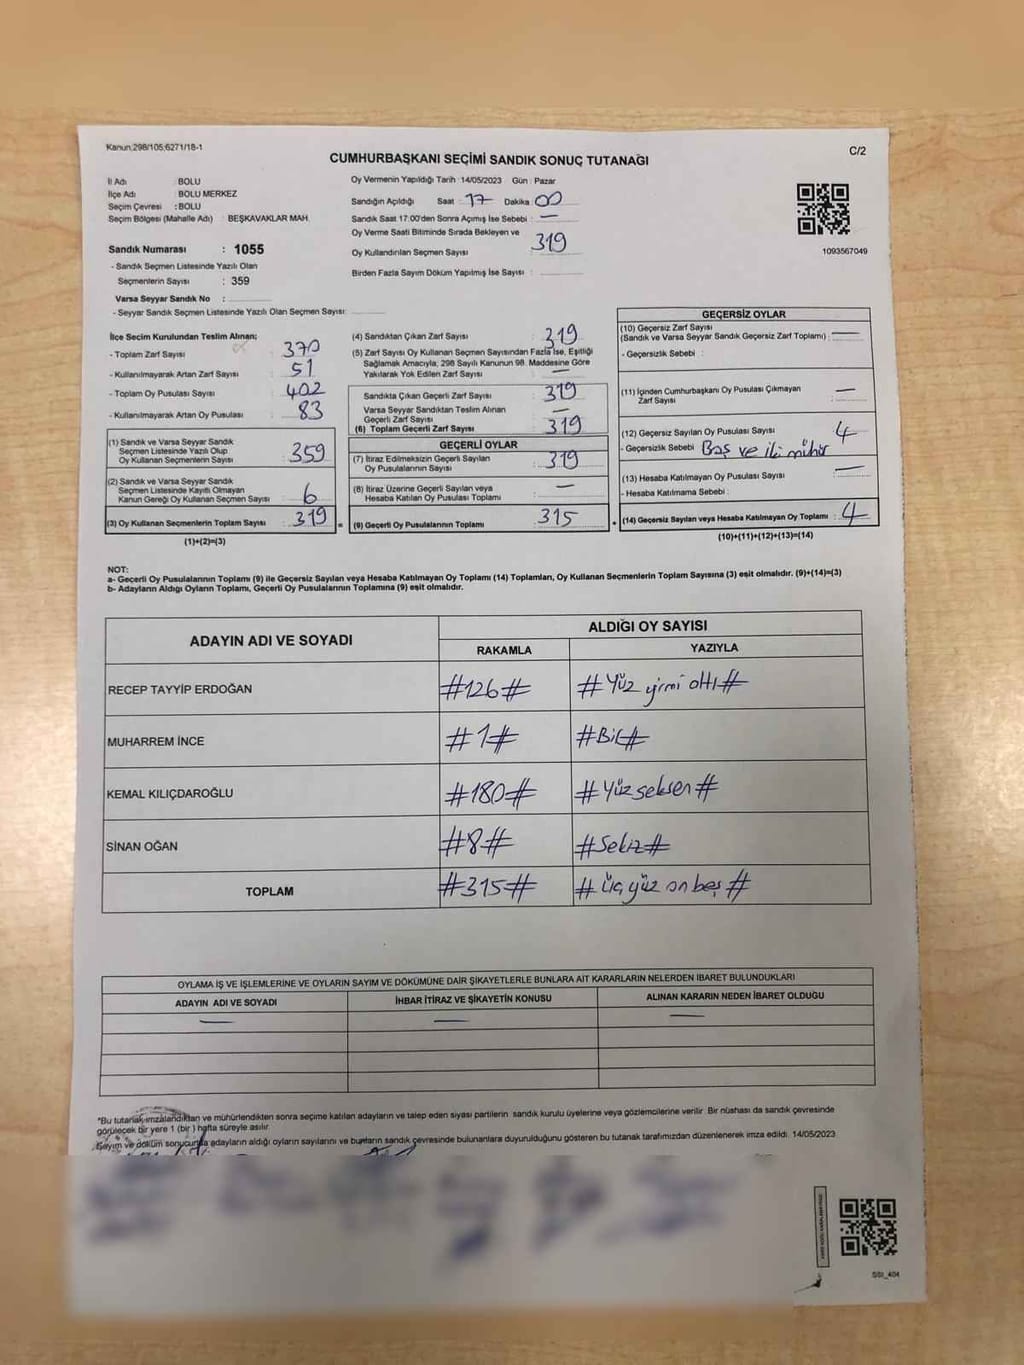 Kanun:298/105;6271/18-1
CUMHURBAŞKANI SEÇİMİ SANDIK SONUÇ TUTANAĞI
C/2
İl Adı : BOLU
İlçe Adı : BOLU MERKEZ
Seçim Çevresi : BOLU
Seçim Bölgesi (Mahalle Adı) : BEŞKAVAKLAR MAH.
Sandık Numarası : 1055
- Sandık Seçmen Listesinde Yazılı Olan
Seçmenlerin Sayısı : 359
Varsa Seyyar Sandık No :
- Seyyar Sandık Seçmen Listesinde Yazılı Olan Seçmen Sayısı:
Oy Vermenin Yapıldığı Tarih :14/05/2023 Gün : Pazar
Sandığın Açıldığı Saat : 17 Dakika : 00
Sandık Saat 17:00'den Sonra Açımış İse Sebebi : —
Oy Verme Saati Bitiminde Sırada Bekleyen ve
Oy Kullandırılan Seçmen Sayısı : 319
Birden Fazla Sayım Döküm Yapılmış İse Sayısı :
1093567049
İlçe Seçim Kurulundan Teslim Alınan;
- Toplam Zarf Sayısı : 370
- Kullanılmayarak Artan Zarf Sayısı : 51
- Toplam Oy Pusulası Sayısı : 402
- Kullanılmayarak Artan Oy Pusulası : 83
(1) Sandık ve Varsa Seyyar Sandık
Seçmen Listesinde Yazılı Olup
Oy Kullanan Seçmenlerin Sayısı : 359
(2) Sandık ve Varsa Seyyar Sandık
Seçmen Listesinde Kayıtlı Olmayan
Kanun Gereği Oy Kullanan Seçmen Sayısı : 6
(3) Oy Kullanan Seçmenlerin Toplam Sayısı : 319
(1)+(2)=(3)
(4) Sandıktan Çıkan Zarf Sayısı : 319
(5) Zarf Sayısı Oy Kullanan Seçmen Sayısından Fazla İse, Eşitliği
Sağlamak Amacıyla; 298 Sayılı Kanunun 98. Maddesine Göre
Yakılarak Yok Edilen Zarf Sayısı : —
Sandıkta Çıkan Geçerli Zarf Sayısı : 319
Varsa Seyyar Sandıktan Teslim Alınan
Geçerli Zarf Sayısı : —
(6) Toplam Geçerli Zarf Sayısı : 319
GEÇERLİ OYLAR
(7) İtiraz Edilmeksizin Geçerli Sayılan
Oy Pusulalarının Sayısı : 319
(8) İtiraz Üzerine Geçerli Sayılan veya
Hesaba Katılan Oy Pusulası Toplamı : —
= (9) Geçerli Oy Pusulalarının Toplamı : 315
GEÇERSİZ OYLAR
(10) Geçersiz Zarf Sayısı
(Sandık ve Varsa Seyyar Sandık Geçersiz Zarf Toplamı) : —
- Geçersizlik Sebebi :
(11) İçinden Cumhurbaşkanı Oy Pusulası Çıkmayan
Zarf Sayısı : —
(12) Geçersiz Sayılan Oy Pusulası Sayısı : 4
- Geçersizlik Sebebi : Boş ve iki mühür
(13) Hesaba Katılmayan Oy Pusulası Sayısı : —
- Hesaba Katılmama Sebebi :
+ (14) Geçersiz Sayılan veya Hesaba Katılmayan Oy Toplamı : 4
(10)+(11)+(12)+(13)=(14)
NOT:
a- Geçerli Oy Pusulalarının Toplamı (9) ile Geçersiz Sayılan veya Hesaba Katılmayan Oy Toplamı (14) Toplamları, Oy Kullanan Seçmenlerin Toplam Sayısına (3) eşit olmalıdır. (9)+(14)=(3)
b- Adayların Aldığı Oyların Toplamı, Geçerli Oy Pusulalarının Toplamına (9) eşit olmalıdır.
ADAYIN ADI VE SOYADI
ALDIĞI OY SAYISI
RAKAMLA YAZIYLA
RECEP TAYYİP ERDOĞAN #126# #Yüz yirmi altı#
MUHARREM İNCE #1# #Bir#
KEMAL KILIÇDAROĞLU #180# #Yüz seksen#
SİNAN OĞAN #8# #Sekiz#
TOPLAM #315# #Üç yüz on beş#
OYLAMA İŞ VE İŞLEMLERİNE VE OYLARIN SAYIM VE DÖKÜMÜNE DAİR ŞİKAYETLERLE BUNLARA AİT KARARLARIN NELERDEN İBARET BULUNDUKLARI
ADAYIN ADI VE SOYADI İHBAR İTİRAZ VE ŞİKAYETİN KONUSU ALINAN KARARIN NEDEN İBARET OLDUĞU
— — —
*Bu tutanak imzalandıktan ve mühürlendikten sonra seçime katılan adayların ve talep eden siyasi partilerin sandık kurulu üyelerine veya gözlemcilerine verilir. Bir nüshası da sandık çevresinde
görülecek bir yere 1 (bir) hafta süreyle asılır.
Sayım ve döküm sonucunda adayların aldığı oyların sayılarını ve bunların sandık çevresinde bulunanlara duyurulduğunu gösteren bu tutanak tarafımızdan düzenlenerek imza edildi. 14/05/2023
SSI_404